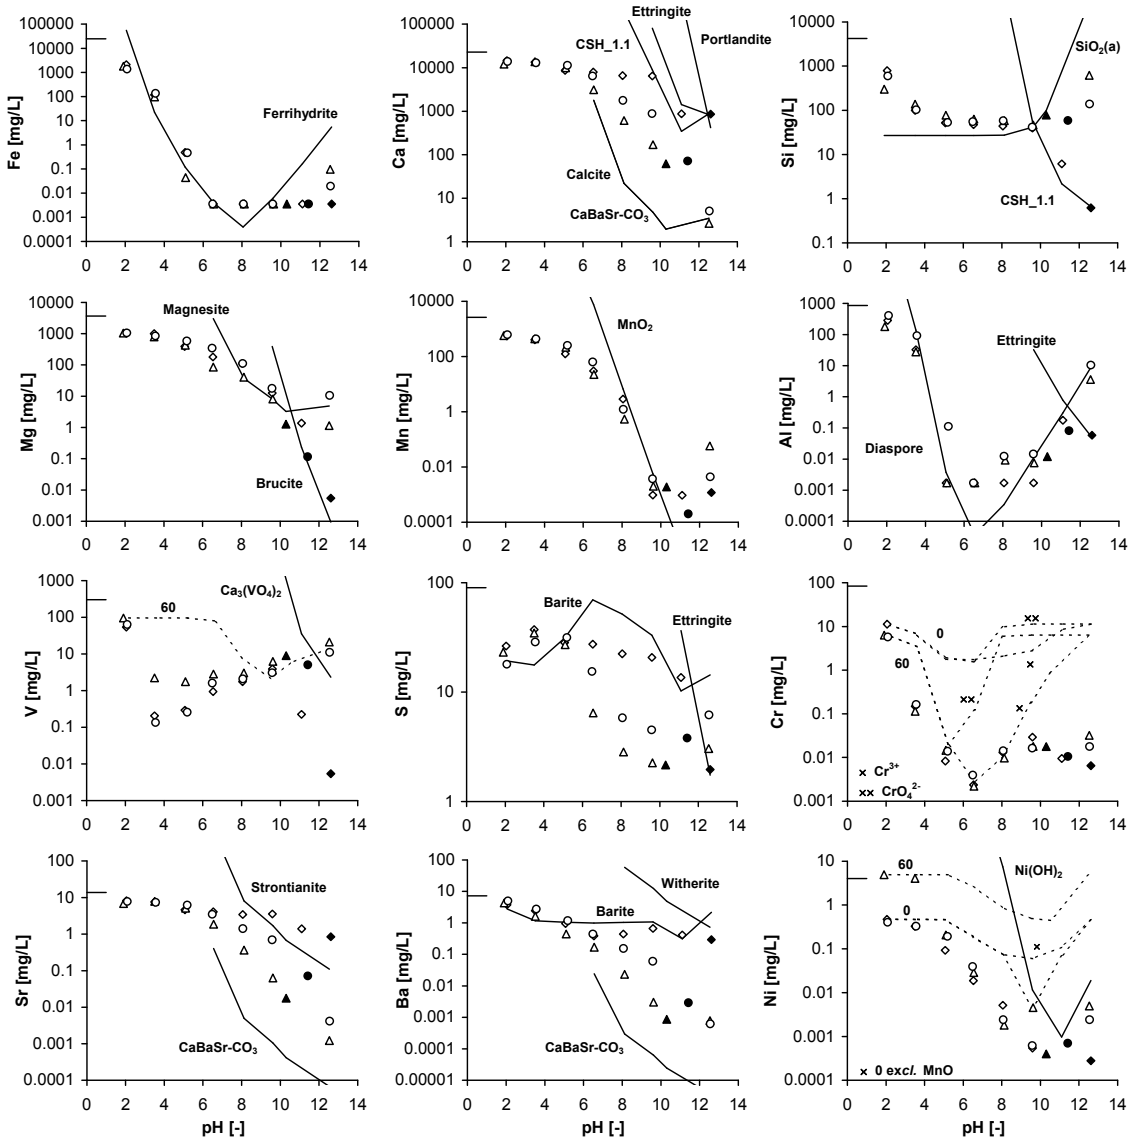 100000
10000
1000
100
10
1
0.1
0.01
0.001
0.0001
Fe [mg/L]
Ferrihydrite
0 2 4 6 8 10 12 14
100000
10000
1000
100
10
1
Ca [mg/L]
Ettringite
CSH_1.1
Portlandite
Calcite
CaBaSr-CO3
0 2 4 6 8 10 12 14
10000
1000
100
10
1
0.1
Si [mg/L]
SiO2(a)
CSH_1.1
0 2 4 6 8 10 12 14
10000
1000
100
10
1
0.1
0.01
0.001
Mg [mg/L]
Magnesite
Brucite
0 2 4 6 8 10 12 14
10000
100
1
0.01
0.0001
Mn [mg/L]
MnO2
0 2 4 6 8 10 12 14
1000
100
10
1
0.1
0.01
0.001
0.0001
Al [mg/L]
Ettringite
Diaspore
0 2 4 6 8 10 12 14
1000
100
10
1
0.1
0.01
0.001
V [mg/L]
Ca3(VO4)2
60
0 2 4 6 8 10 12 14
100
10
1
S [mg/L]
Barite
Ettringite
0 2 4 6 8 10 12 14
100
10
1
0.1
0.01
0.001
Cr [mg/L]
0
60
× Cr3+
×× CrO42-
0 2 4 6 8 10 12 14
100
10
1
0.1
0.01
0.001
0.0001
Sr [mg/L]
Strontianite
CaBaSr-CO3
0 2 4 6 8 10 12 14
pH [-]
100
10
1
0.1
0.01
0.001
0.0001
0.00001
Ba [mg/L]
Witherite
Barite
CaBaSr-CO3
0 2 4 6 8 10 12 14
pH [-]
10
1
0.1
0.01
0.001
0.0001
Ni [mg/L]
60
Ni(OH)2
0
× 0 excl. MnO
0 2 4 6 8 10 12 14
pH [-]